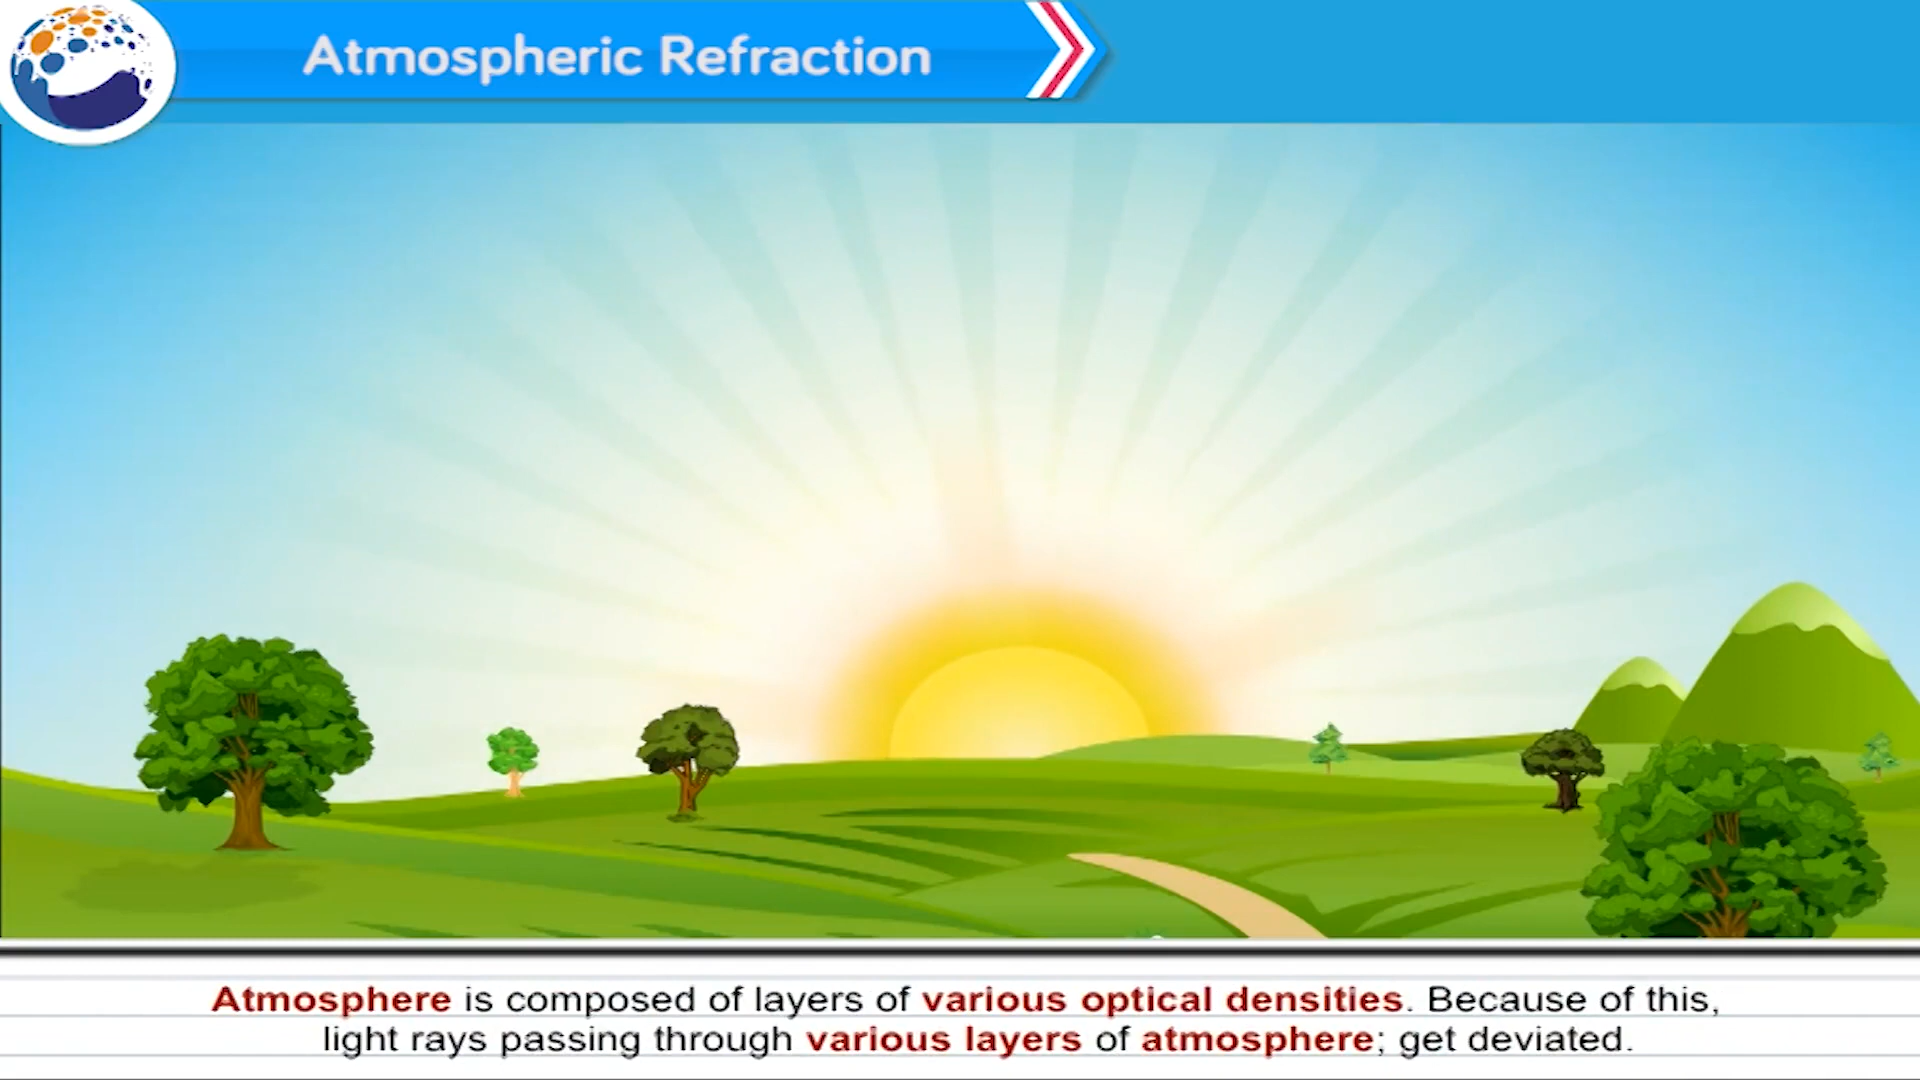 Atmospheric Refraction
Atmosphere is composed of layers of various optical densities. Because of this,
light rays passing through various layers of atmosphere; get deviated.